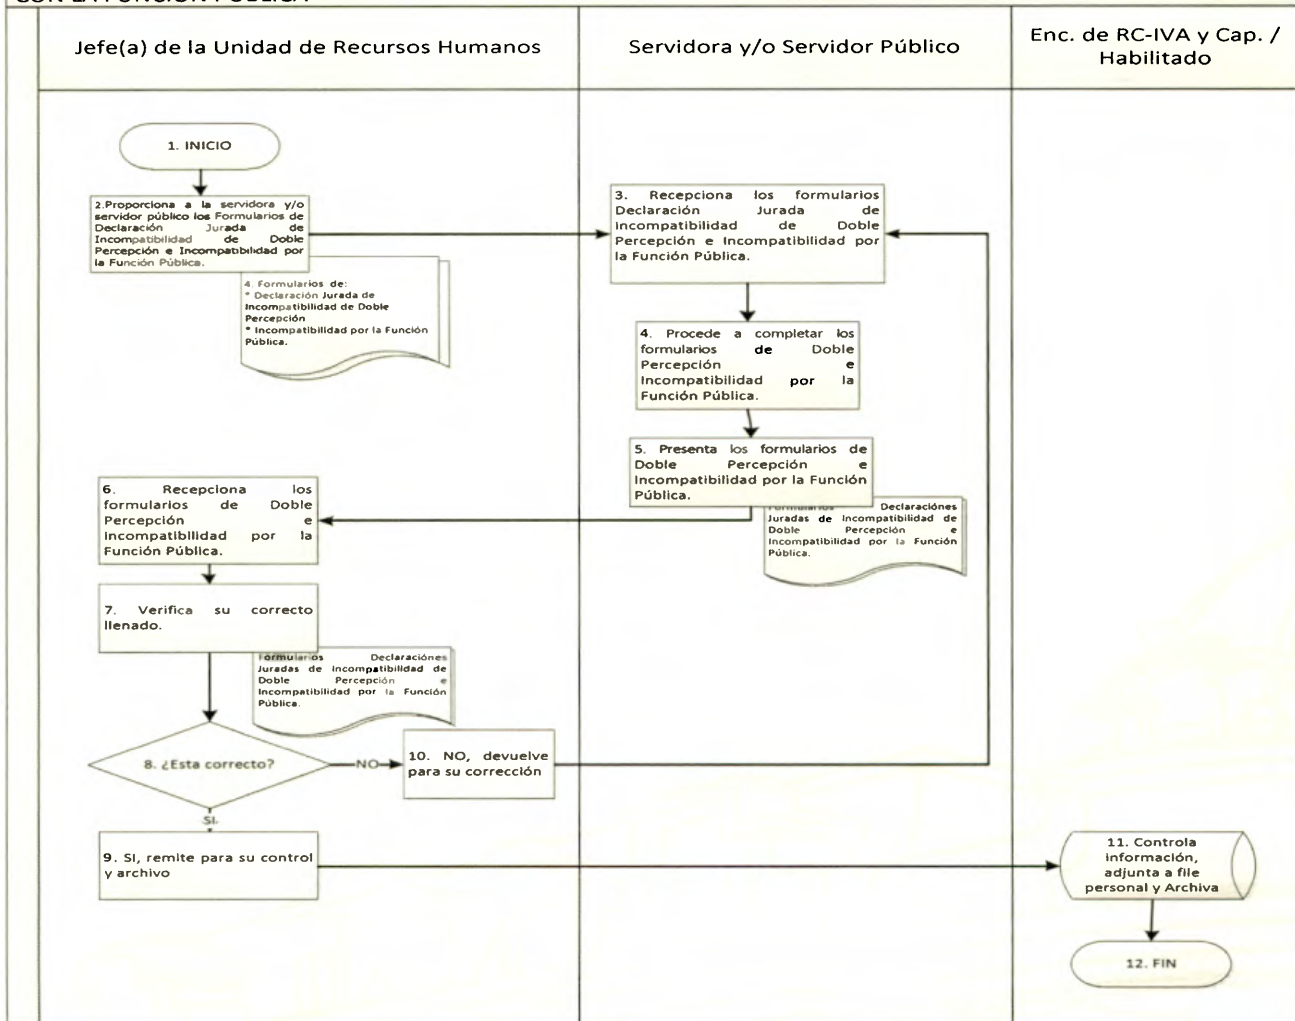 CON LA FUNCIÓN PÚBLICA
Jefe(a) de la Unidad de Recursos Humanos
Servidora y/o Servidor Público
Enc. de RC-IVA y Cap. /
Habilitado
1. INICIO
2.Proporciona a la servidora y/o
servidor público los Formularios de
Declaración Jurada de
Incompatibilidad de Doble
Percepción e Incompatibilidad por
la Función Pública.
4. Formularios de:
* Declaración Jurada de
Incompatibilidad de Doble
Percepción
* Incompatibilidad por la Función
Pública.
3. Recepciona los formularios
Declaración Jurada de
Incompatibilidad de Doble
Percepción e Incompatibilidad por
la Función Pública.
4. Procede a completar los
formularios de Doble
Percepción e
Incompatibilidad por la
Función Pública.
5. Presenta los formularios de
Doble Percepción e
Incompatibilidad por la Función
Pública.
Formularios Declaraciónes
Juradas de Incompatibilidad de
Doble Percepción e
Incompatibilidad por la Función
Pública.
6. Recepciona los
formularios de Doble
Percepción e
Incompatibilidad por la
Función Pública.
7. Verifica su correcto
llenado.
Formularios Declaraciónes
Juradas de Incompatibilidad de
Doble Percepción e
Incompatibilidad por la Función
Pública.
8. ¿Esta correcto?
NO
10. NO, devuelve
para su corrección
SI
9. SI, remite para su control
y archivo
11. Controla
información,
adjunta a file
personal y Archiva
12. FIN